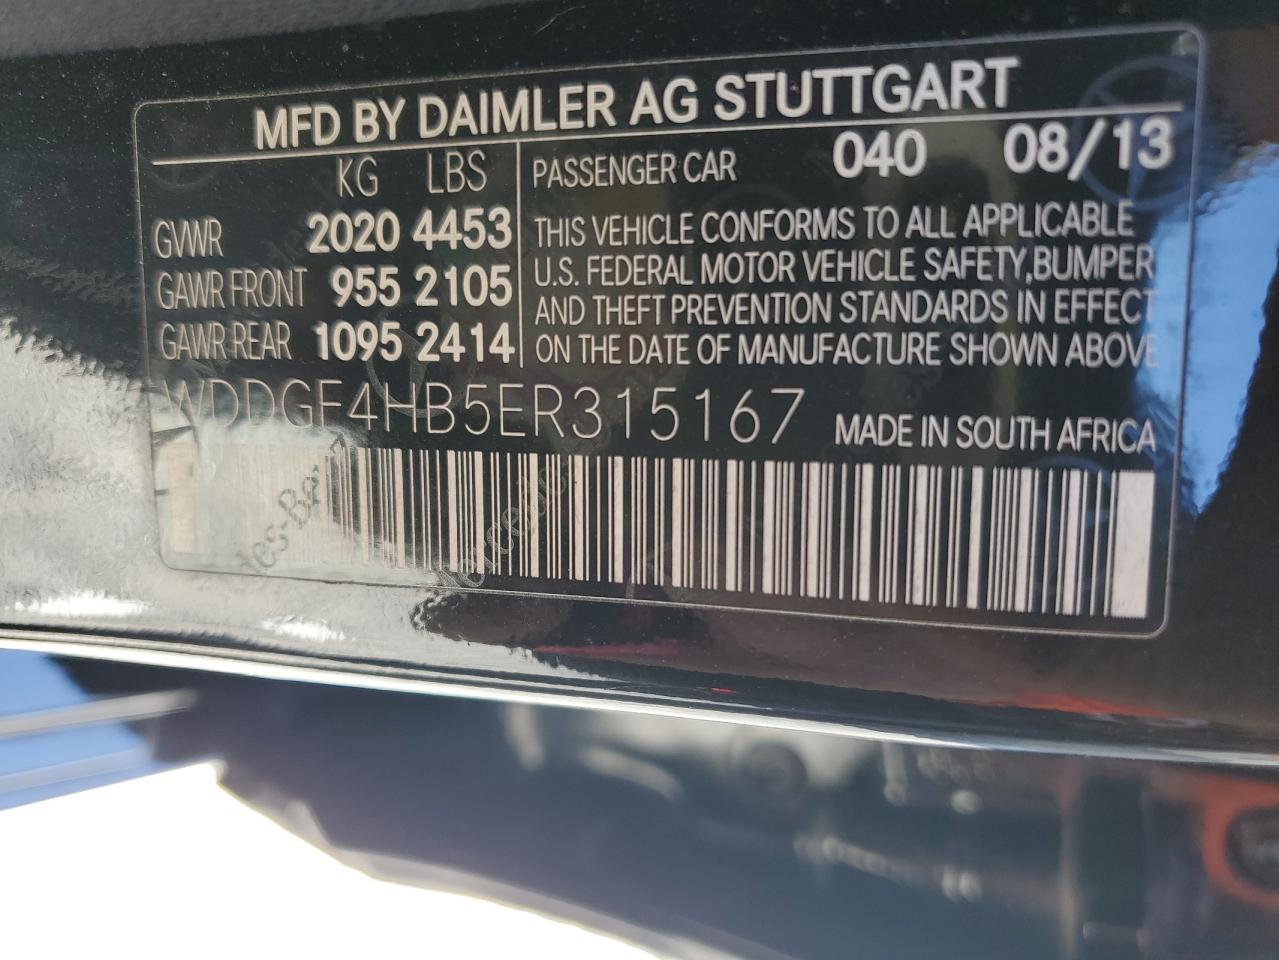 MFD BY DAIMLER AG STUTTGART
KG LBS
GVWR 2020 4453
GAWR FRONT 955 2105
GAWR REAR 1095 2414
PASSENGER CAR 040 08/13
THIS VEHICLE CONFORMS TO ALL APPLICABLE
U.S. FEDERAL MOTOR VEHICLE SAFETY,BUMPER
AND THEFT PREVENTION STANDARDS IN EFFECT
ON THE DATE OF MANUFACTURE SHOWN ABOVE
WDDGF4HB5ER315167
MADE IN SOUTH AFRICA